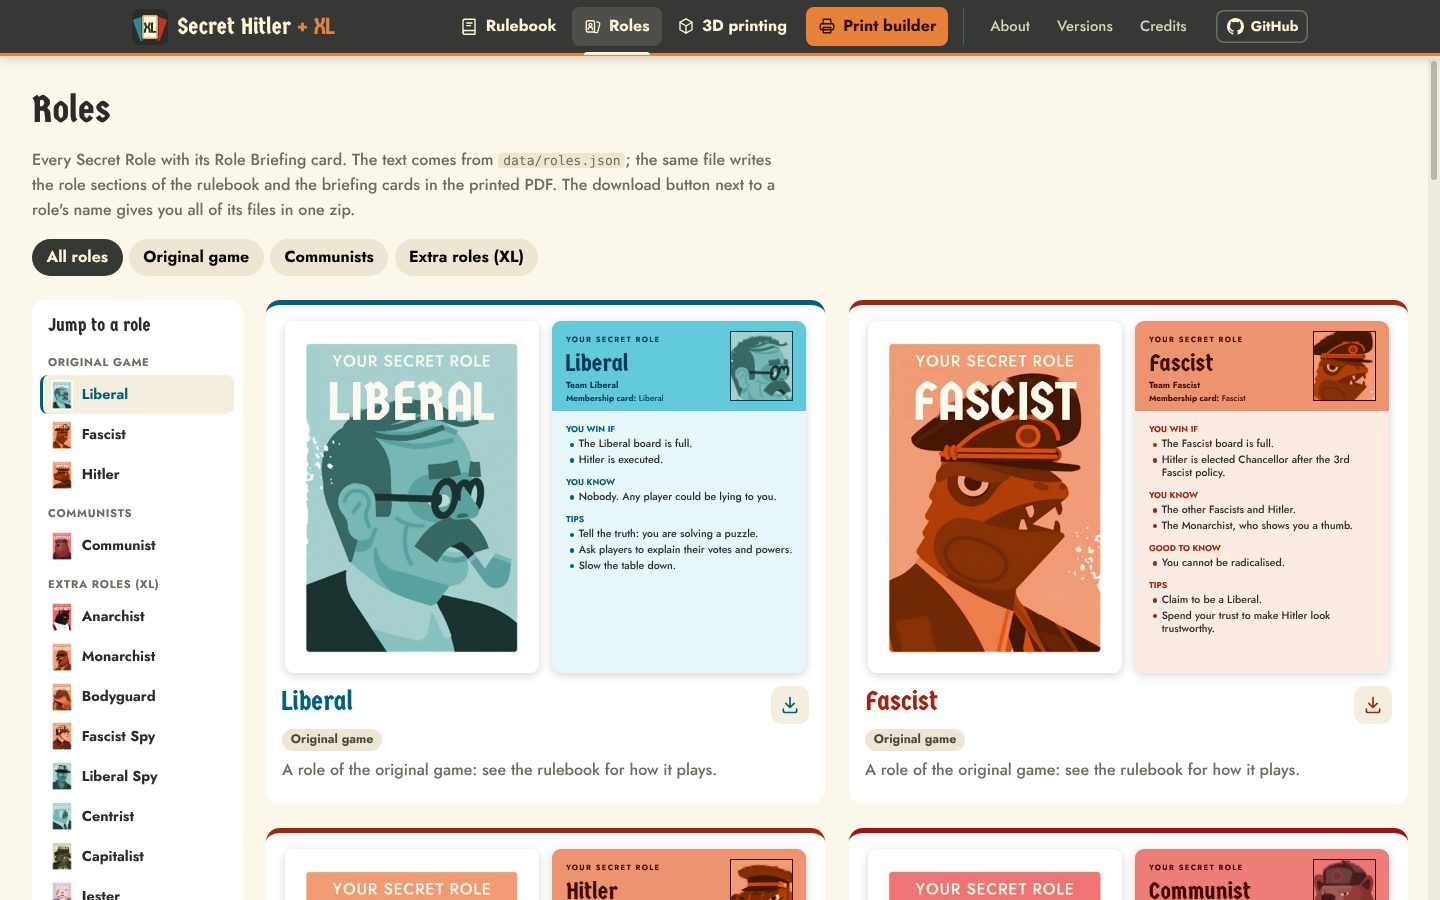 XL
Secret Hitler + XL
Rulebook
Roles
3D printing
Print builder
About
Versions
Credits
GitHub
Roles
Every Secret Role with its Role Briefing card. The text comes from data/roles.json; the same file writes
the role sections of the rulebook and the briefing cards in the printed PDF. The download button next to a
role's name gives you all of its files in one zip.
All roles
Original game
Communists
Extra roles (XL)
Jump to a role
ORIGINAL GAME
Liberal
Fascist
Hitler
COMMUNISTS
Communist
EXTRA ROLES (XL)
Anarchist
Monarchist
Bodyguard
Fascist Spy
Liberal Spy
Centrist
Capitalist
Jester
YOUR SECRET ROLE
LIBERAL
YOUR SECRET ROLE
Liberal
Team Liberal
Membership card: Liberal
YOU WIN IF
The Liberal board is full.
Hitler is executed.
YOU KNOW
Nobody. Any player could be lying to you.
TIPS
Tell the truth: you are solving a puzzle.
Ask players to explain their votes and powers.
Slow the table down.
Liberal
Original game
A role of the original game: see the rulebook for how it plays.
YOUR SECRET ROLE
FASCIST
YOUR SECRET ROLE
Fascist
Team Fascist
Membership card: Fascist
YOU WIN IF
The Fascist board is full.
Hitler is elected Chancellor after the 3rd
Fascist policy.
YOU KNOW
The other Fascists and Hitler.
The Monarchist, who shows you a thumb.
GOOD TO KNOW
You cannot be radicalised.
TIPS
Claim to be a Liberal.
Spend your trust to make Hitler look
trustworthy.
Fascist
Original game
A role of the original game: see the rulebook for how it plays.
YOUR SECRET ROLE
YOUR SECRET ROLE
Hitler
YOUR SECRET ROLE
YOUR SECRET ROLE
Communist